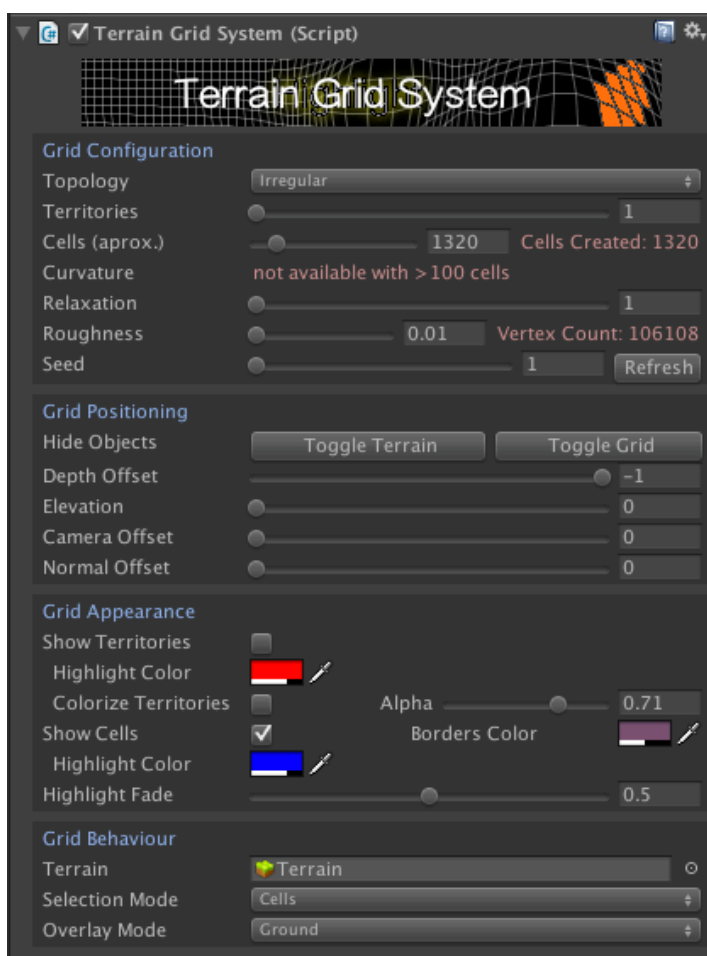 Terrain Grid System (Script)
Terrain Grid System
Grid Configuration
Topology Irregular
Territories 1
Cells (aprox.) 1320 Cells Created: 1320
Curvature not available with >100 cells
Relaxation 1
Roughness 0.01 Vertex Count: 106108
Seed 1 Refresh
Grid Positioning
Hide Objects Toggle Terrain Toggle Grid
Depth Offset -1
Elevation 0
Camera Offset 0
Normal Offset 0
Grid Appearance
Show Territories
Highlight Color
Colorize Territories Alpha 0.71
Show Cells Borders Color
Highlight Color
Highlight Fade 0.5
Grid Behaviour
Terrain Terrain
Selection Mode Cells
Overlay Mode Ground